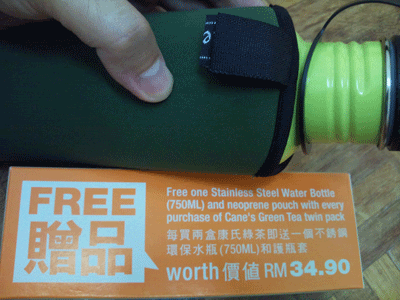 FREE
贈品
Free one Stainless Steel Water Bottle
(750ML) and neoprene pouch with every
purchase of Cane's Green Tea twin pack
每買兩盒康氏綠茶即送一個不銹鋼
環保水瓶(750ML)和護瓶套
worth 價值 RM 34.90